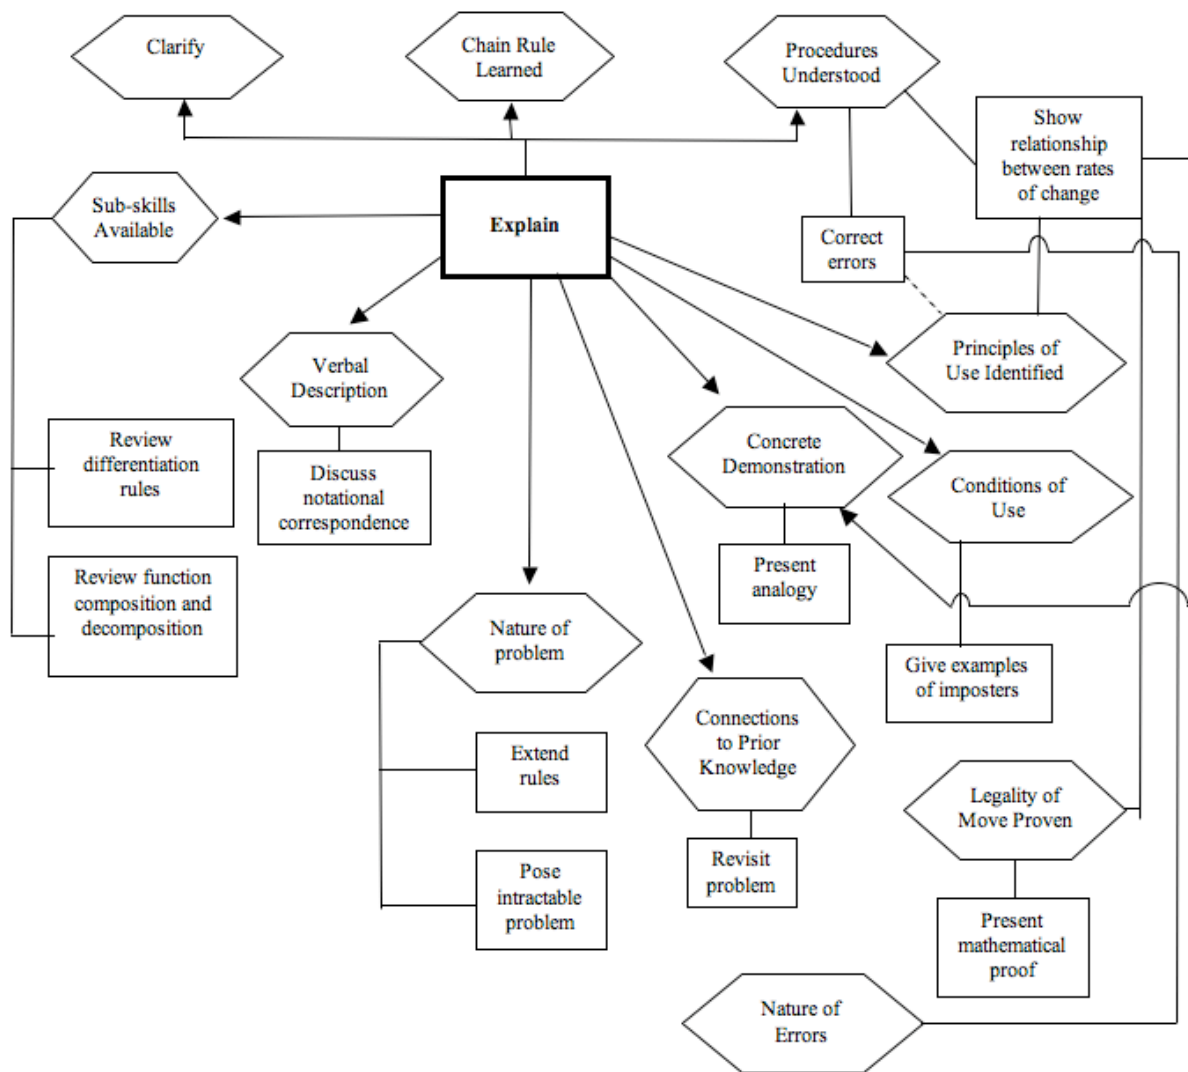 Clarify
Chain Rule
Learned
Procedures
Understood
Show
relationship
between rates
of change
Sub-skills
Available
Explain
Correct
errors
Principles of
Use Identified
Verbal
Description
Concrete
Demonstration
Conditions of
Use
Review
differentiation
rules
Discuss
notational
correspondence
Present
analogy
Review function
composition and
decomposition
Nature of
problem
Give examples
of imposters
Connections
to Prior
Knowledge
Extend
rules
Legality of
Move Proven
Revisit
problem
Pose
intractable
problem
Present
mathematical
proof
Nature of
Errors